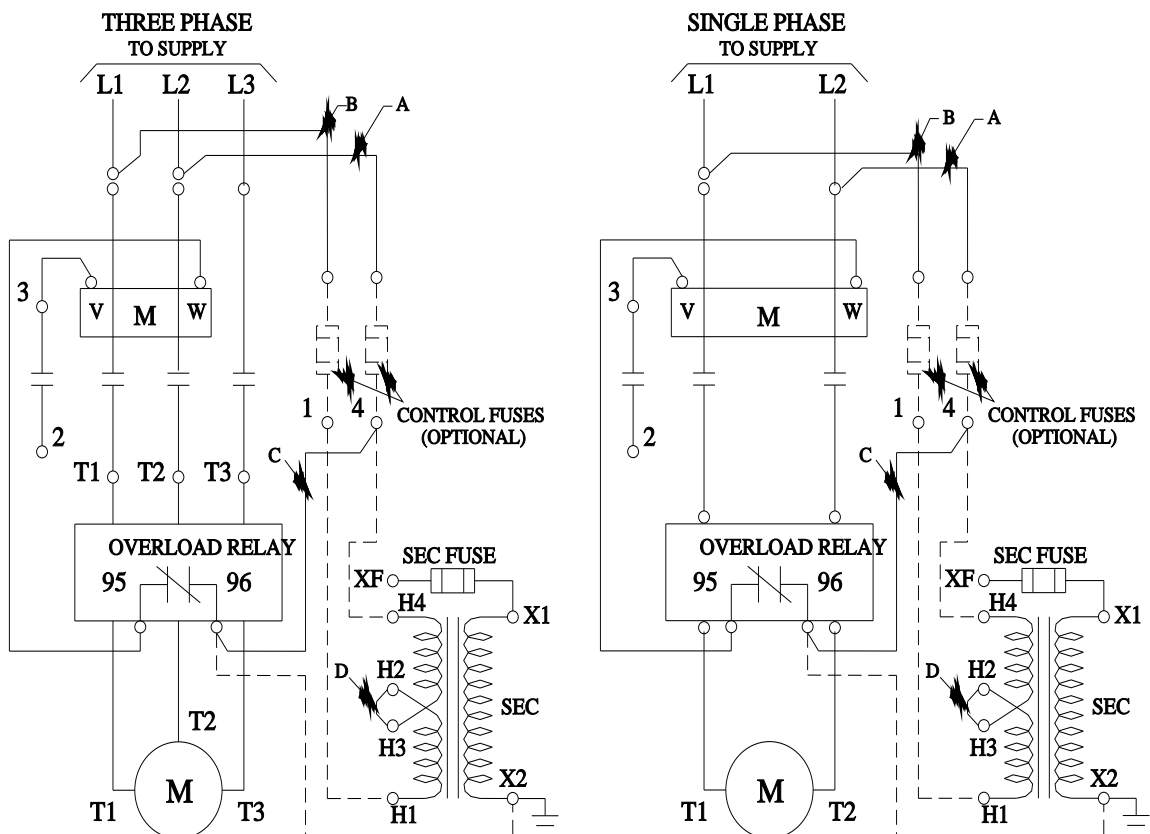 THREE PHASE
TO SUPPLY
L1 L2 L3
B A
3
V M W
1 4
CONTROL FUSES
(OPTIONAL)
2
C
T1 T2 T3
OVERLOAD RELAY
95 96
SEC FUSE
XF
H4 X1
D H2
SEC
H3
T2
X2
T1 M T3
H1
SINGLE PHASE
TO SUPPLY
L1 L2
B A
3
V M W
1 4
CONTROL FUSES
(OPTIONAL)
2
C
OVERLOAD RELAY
95 96
SEC FUSE
XF
H4 X1
D H2
SEC
H3
X2
T1 M T2
H1